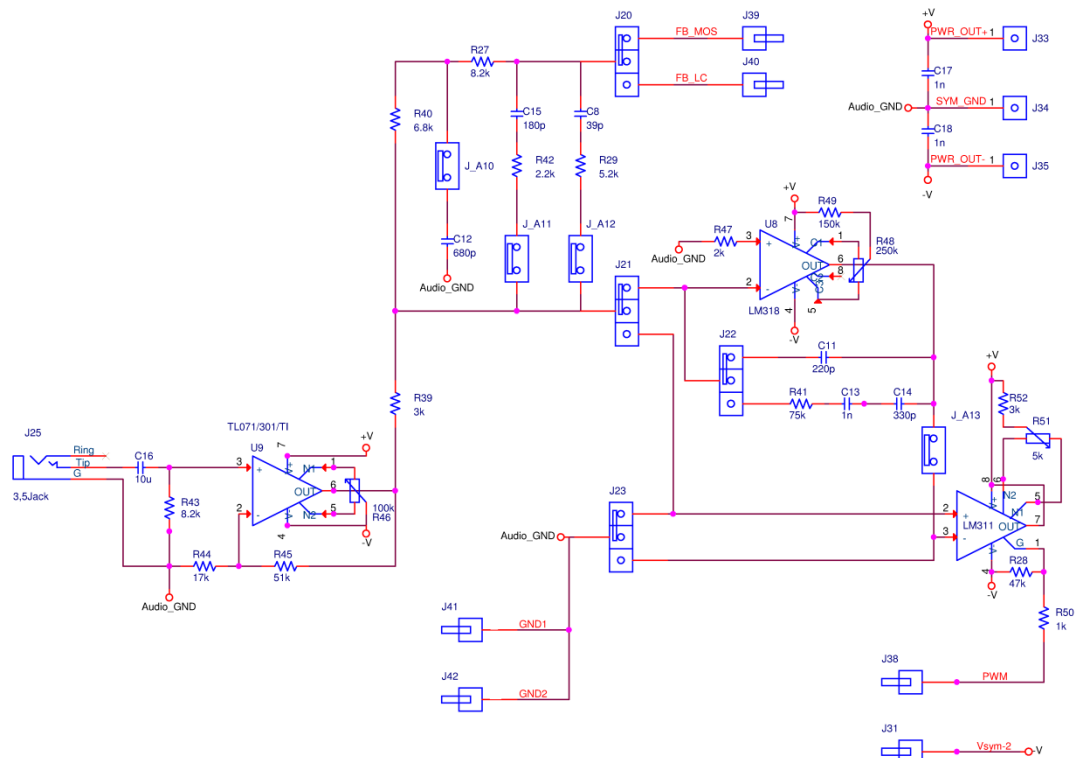 J20
J39
FB_MOS
R27
8.2k
J40
FB_LC
+V
PWR_OUT+ 1
J33
C17
1n
Audio_GND
SYM_GND 1
J34
C18
1n
PWR_OUT- 1
J35
-V
R40
6.8k
C15
180p
C8
39p
J_A10
R42
2.2k
R29
5.2k
C12
680p
Audio_GND
J_A11
J_A12
+V
R49
150k
U8
7
R47
2k
3
+
V+
O1
1
R48
250k
Audio_GND
OUT
6
8
J21
2
-
V-
5
LM318
4
-V
J22
C11
220p
R41
75k
C13
1n
C14
330p
J_A13
+V
R52
3k
R51
5k
R39
3k
TL071/301/TI
U9
7
+V
J25
Ring
Tip
G
3,5Jack
C16
10u
3
+
V+
N1
1
OUT
6
2
-
V-
N2
5
100k
R46
4
-V
R43
8.2k
R44
17k
R45
51k
Audio_GND
J23
Audio_GND
8
6
V+
N2
N1
5
2
+
LM311
OUT
7
3
-
V-
G
1
4
-V
R28
47k
R50
1k
J41
GND1
J42
GND2
J38
PWM
J31
Vsym-2
-V